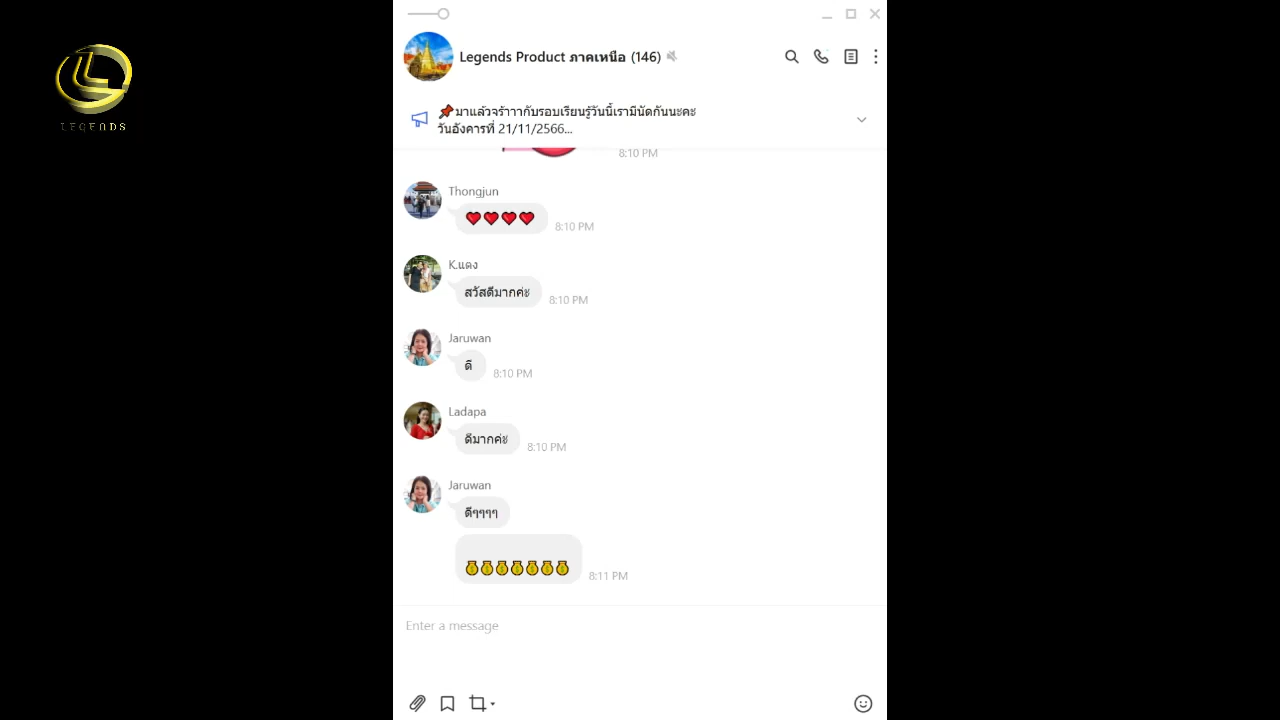 LEGENDS
Legends Product ภาคเหนือ (146)
📌มาแล้วจร้าาากับรอบเรียนรู้วันนี้เรามีนัดกันนะคะ
วันอังคารที่ 21/11/2566...
8:10 PM
Thongjun
❤❤❤❤ 8:10 PM
K.แตง
สวัสดีมากค่ะ 8:10 PM
Jaruwan
ดี 8:10 PM
Ladapa
ดีมากค่ะ 8:10 PM
Jaruwan
ดีๆๆๆๆ
💰💰💰💰💰💰💰 8:11 PM
Enter a message